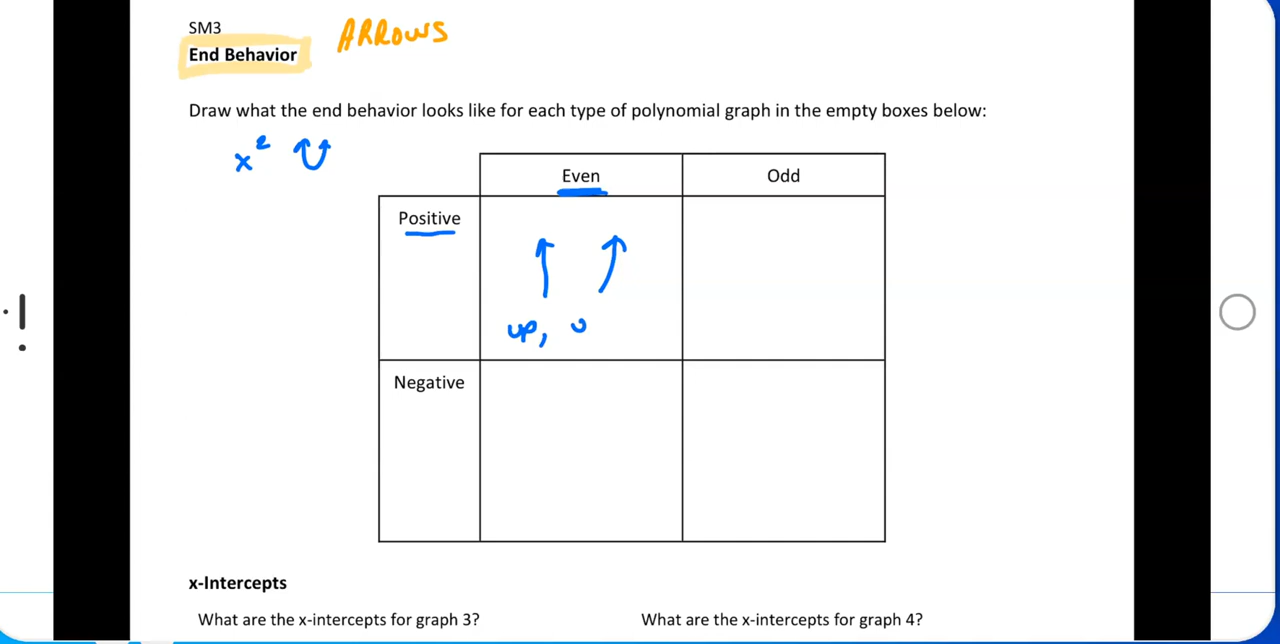 SM3
End Behavior ARROWS
Draw what the end behavior looks like for each type of polynomial graph in the empty boxes below:
x²
Even Odd
Positive
up,
Negative
x-Intercepts
What are the x-intercepts for graph 3? What are the x-intercepts for graph 4?